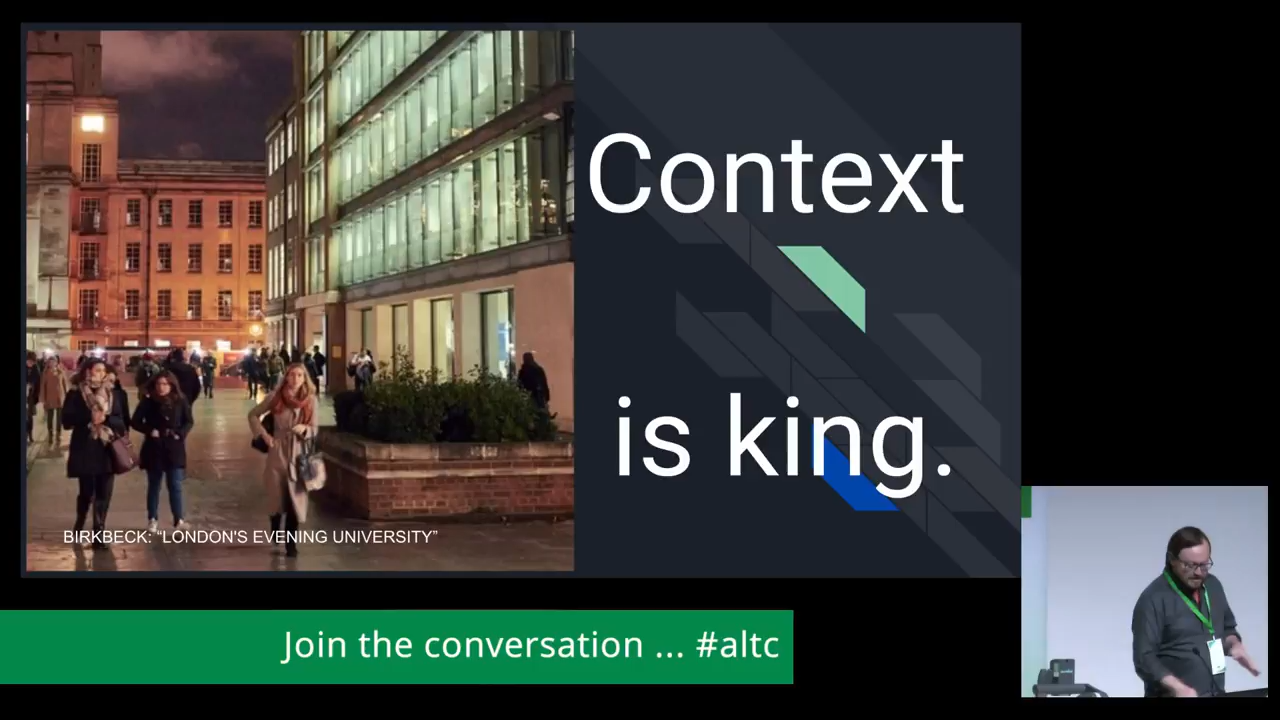 Context
is king.
BIRKBECK: “LONDON'S EVENING UNIVERSITY”
Join the conversation ... #altc